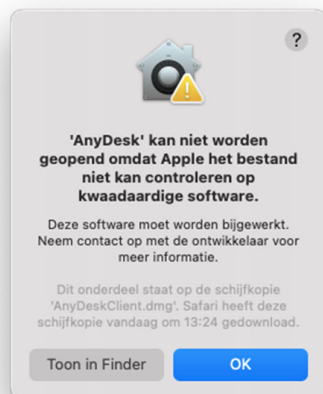 ?
'AnyDesk' kan niet worden
geopend omdat Apple het bestand
niet kan controleren op
kwaadaardige software.
Deze software moet worden bijgewerkt.
Neem contact op met de ontwikkelaar voor
meer informatie.
Dit onderdeel staat op de schijfkopie
'AnyDeskClient.dmg'. Safari heeft deze
schijfkopie vandaag om 13:24 gedownload.
Toon in Finder
OK